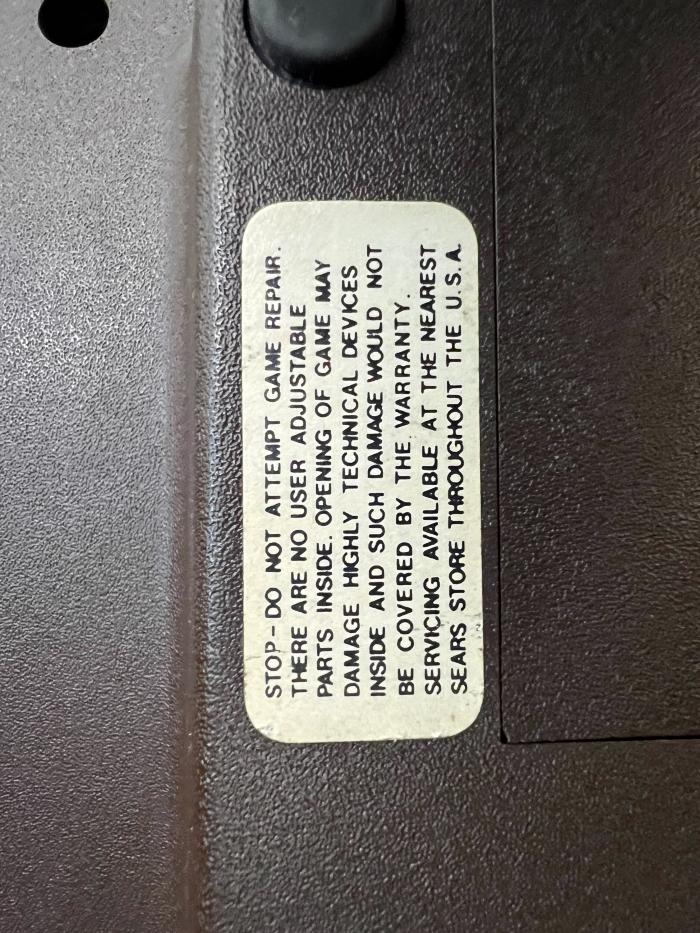 STOP - DO NOT ATTEMPT GAME REPAIR.
THERE ARE NO USER ADJUSTABLE
PARTS INSIDE. OPENING OF GAME MAY
DAMAGE HIGHLY TECHNICAL DEVICES
INSIDE AND SUCH DAMAGE WOULD NOT
BE COVERED BY THE WARRANTY.
SERVICING AVAILABLE AT THE NEAREST
SEARS STORE THROUGHOUT THE U.S.A.